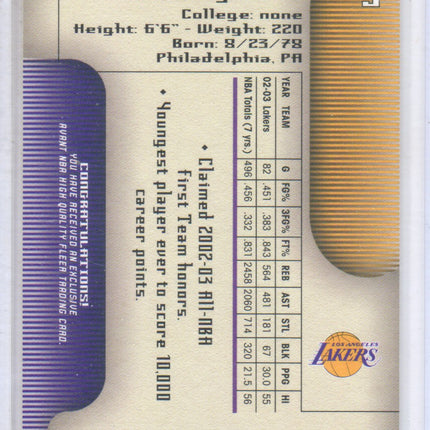 College: none
Height: 6'6" - Weight: 220
Born: 8/23/78
Philadelphia, PA
YEAR TEAM G FG% 3FG% FT% REB AST STL BLK PPG HI
02-03 Lakers 82 .451 .383 .843 564 481 181 67 30.0 55
NBA Totals (7 yrs.) 496 .456 .332 .831 2458 2060 714 320 21.5 56
• Claimed 2002-03 All-NBA
First Team honors.
• Youngest player ever to score 10,000
career points.
LOS ANGELES
LAKERS
CONGRATULATIONS!
YOU HAVE RECEIVED AN EXCLUSIVE
AVANT NBA HIGH QUALITY FLEER TRADING CARD.